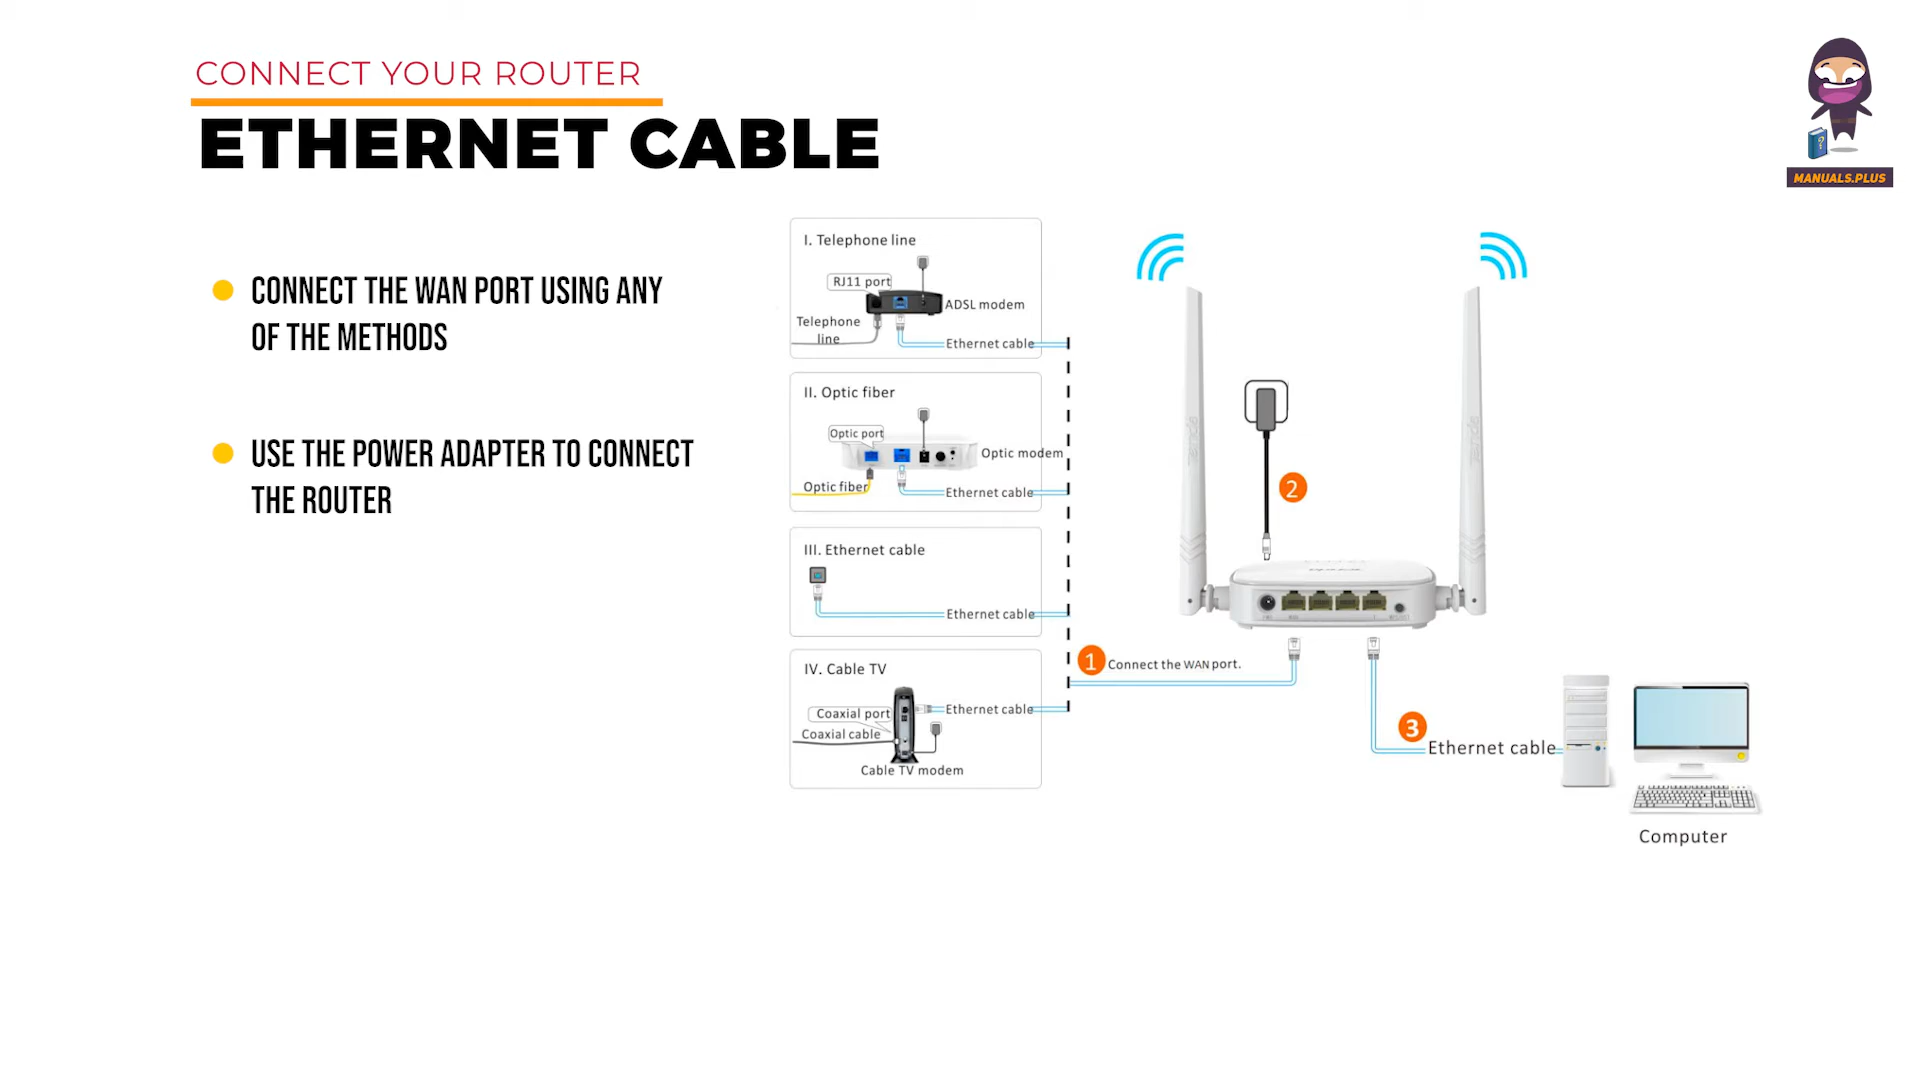 CONNECT YOUR ROUTER
ETHERNET CABLE
MANUALS.PLUS
CONNECT THE WAN PORT USING ANY
OF THE METHODS
USE THE POWER ADAPTER TO CONNECT
THE ROUTER
I. Telephone line
RJ11 port
ADSL modem
Telephone
line
Ethernet cable
II. Optic fiber
Optic port
Optic modem
Optic fiber
Ethernet cable
III. Ethernet cable
Ethernet cable
IV. Cable TV
Coaxial port
Ethernet cable
Coaxial cable
Cable TV modem
Tenda
Tenda
2
1 Connect the WAN port.
3
Ethernet cable
Computer